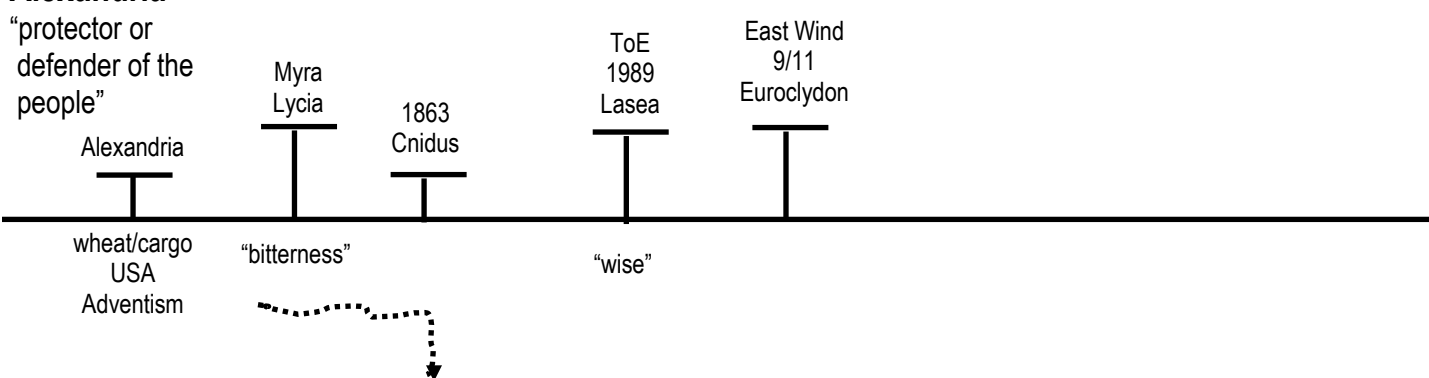 “protector or
defender of the
people”
Alexandria
Myra
Lycia
1863
Cnidus
ToE
1989
Lasea
East Wind
9/11
Euroclydon
wheat/cargo
USA
Adventism
“bitterness”
“wise”